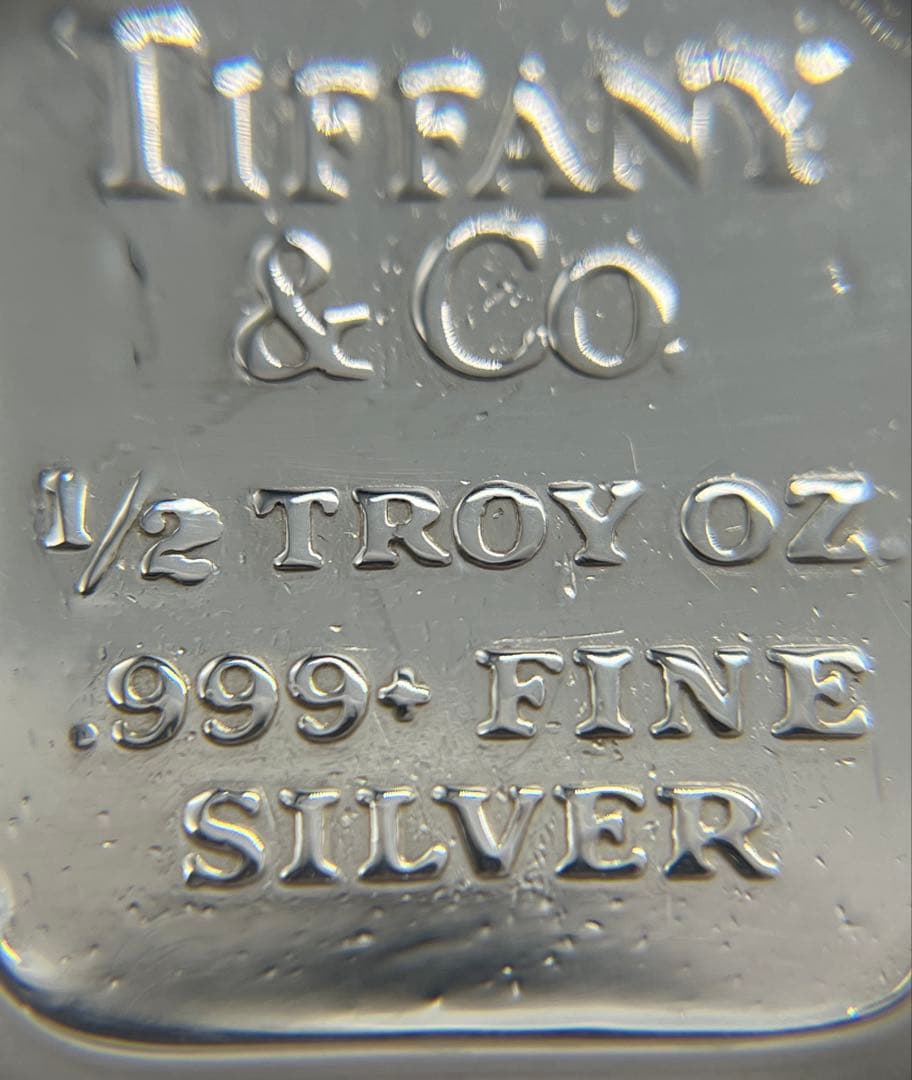 TIFFANY
& CO.
1/2 TROY OZ.
.999+ FINE
SILVER